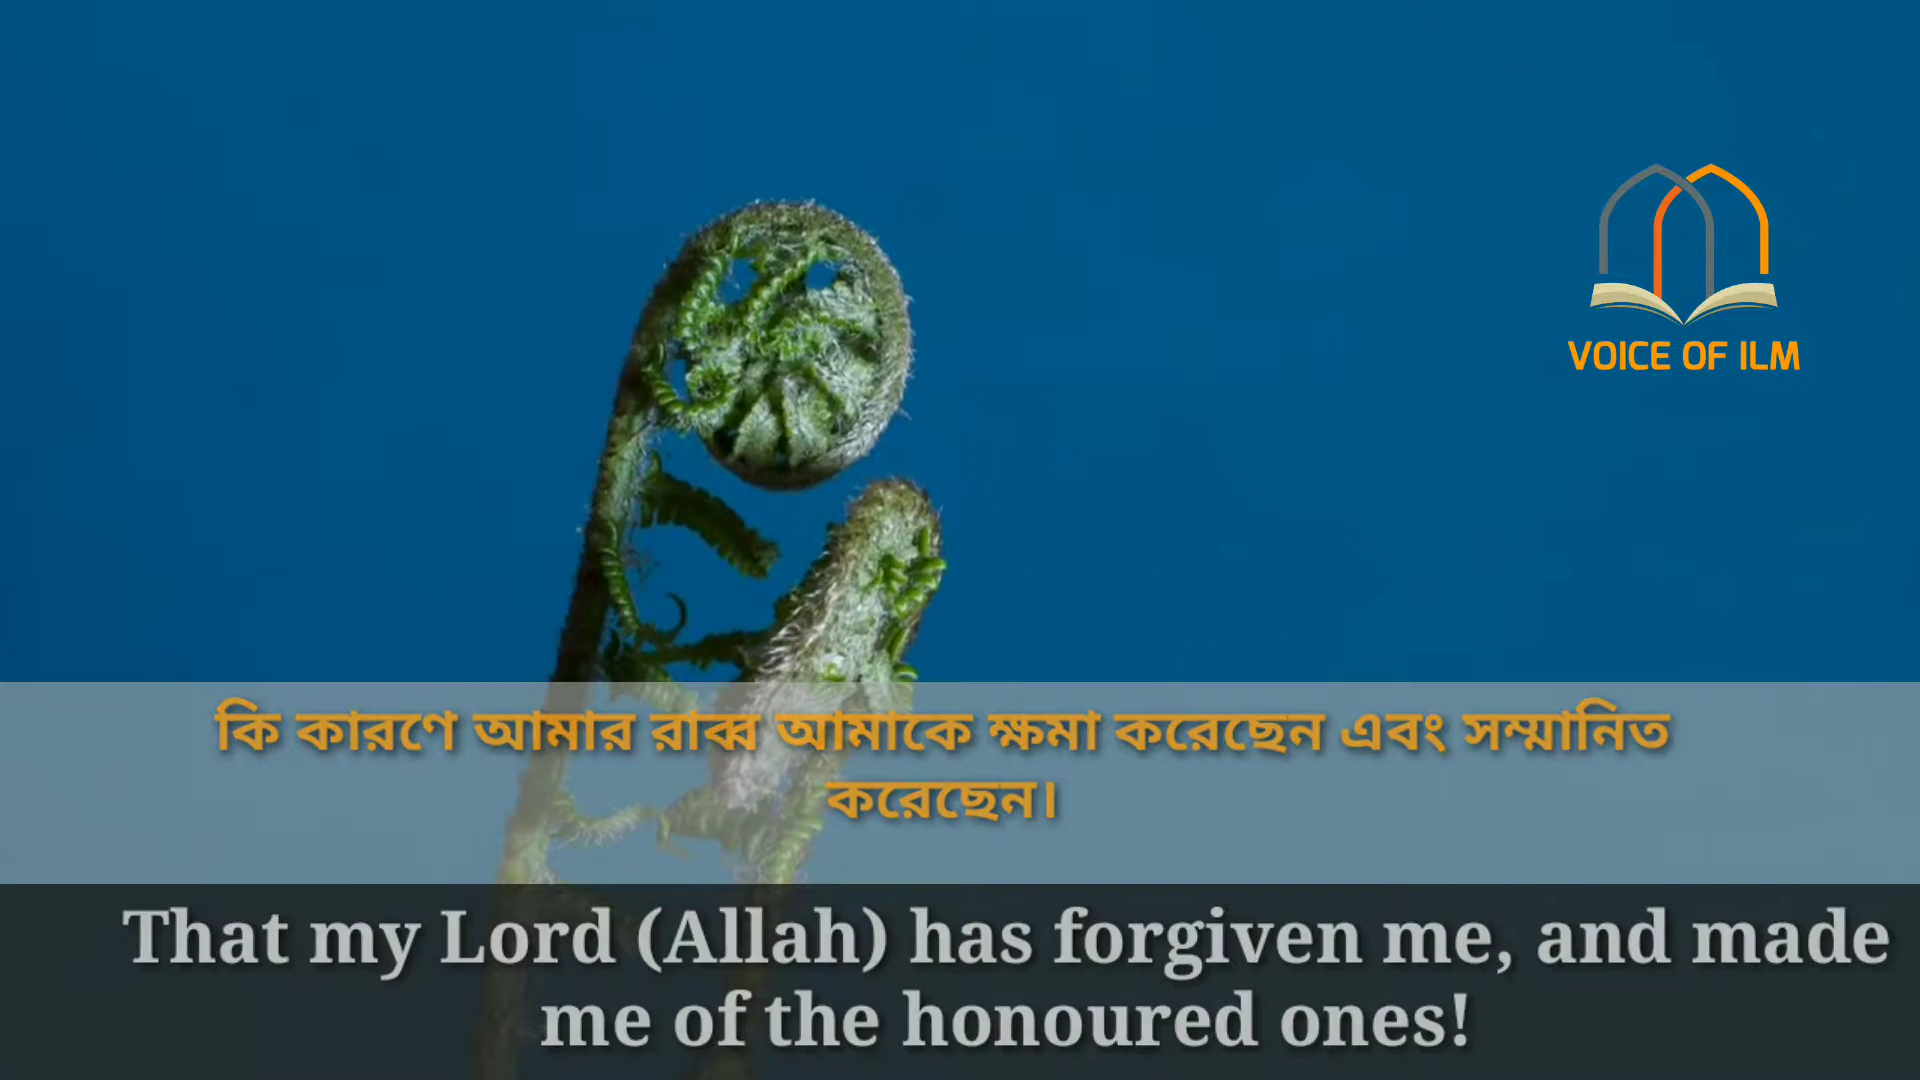 VOICE OF ILM
কি কারণে আমার রাব্ব আমাকে ক্ষমা করেছেন এবং সম্মানিত
করেছেন।
That my Lord (Allah) has forgiven me, and made
me of the honoured ones!